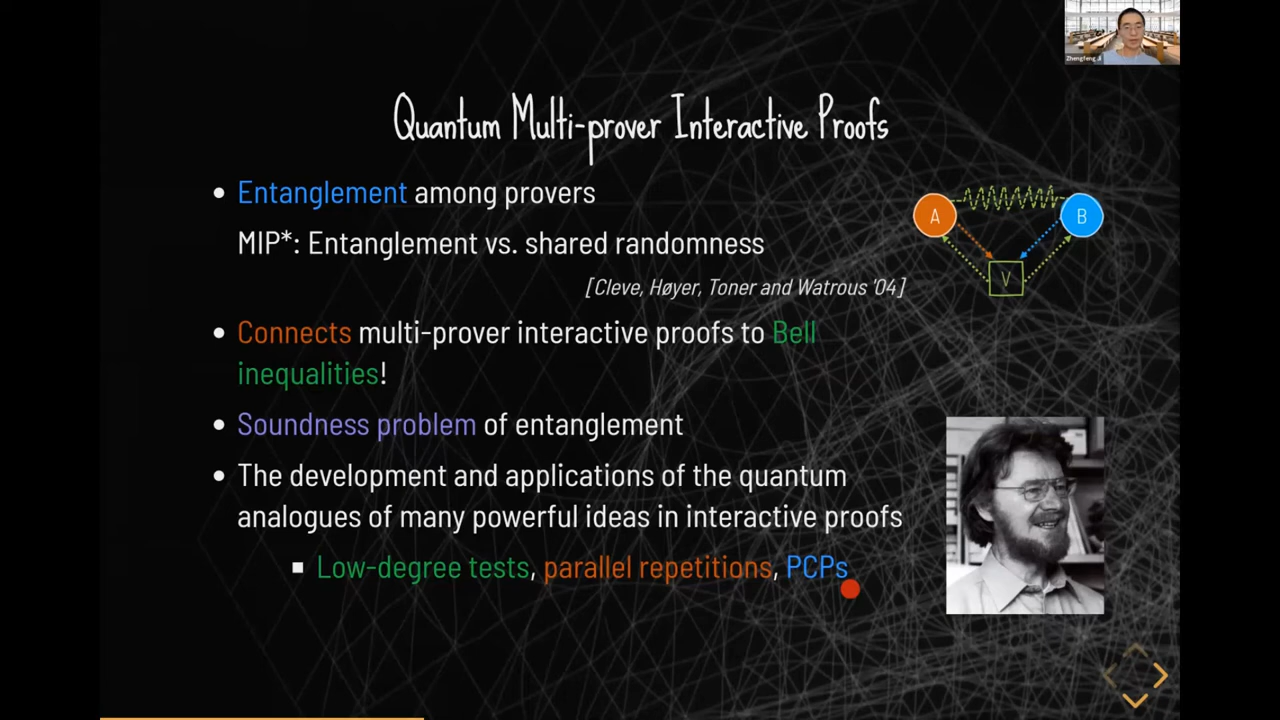 Zhengfeng Ji
Quantum Multi-prover Interactive Proofs
Entanglement among provers
MIP*: Entanglement vs. shared randomness
[Cleve, Høyer, Toner and Watrous '04]
Connects multi-prover interactive proofs to Bell
inequalities!
Soundness problem of entanglement
The development and applications of the quantum
analogues of many powerful ideas in interactive proofs
Low-degree tests, parallel repetitions, PCPs
A
B
V